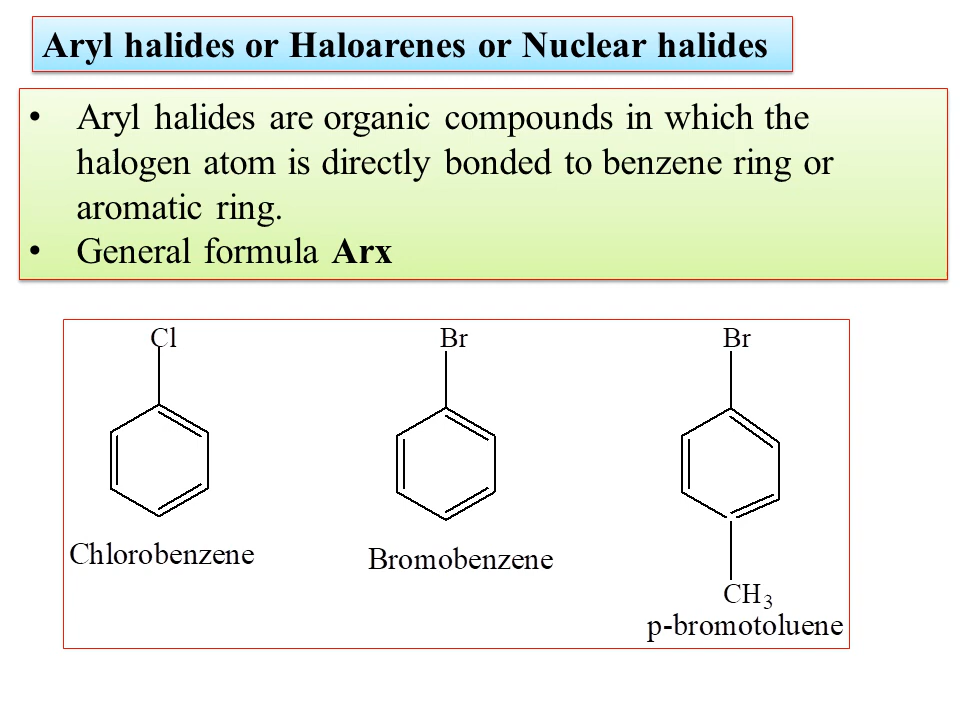 Aryl halides or Haloarenes or Nuclear halides
• Aryl halides are organic compounds in which the
halogen atom is directly bonded to benzene ring or
aromatic ring.
• General formula Arx
Cl
Br
Br
Chlorobenzene
Bromobenzene
CH3
p-bromotoluene